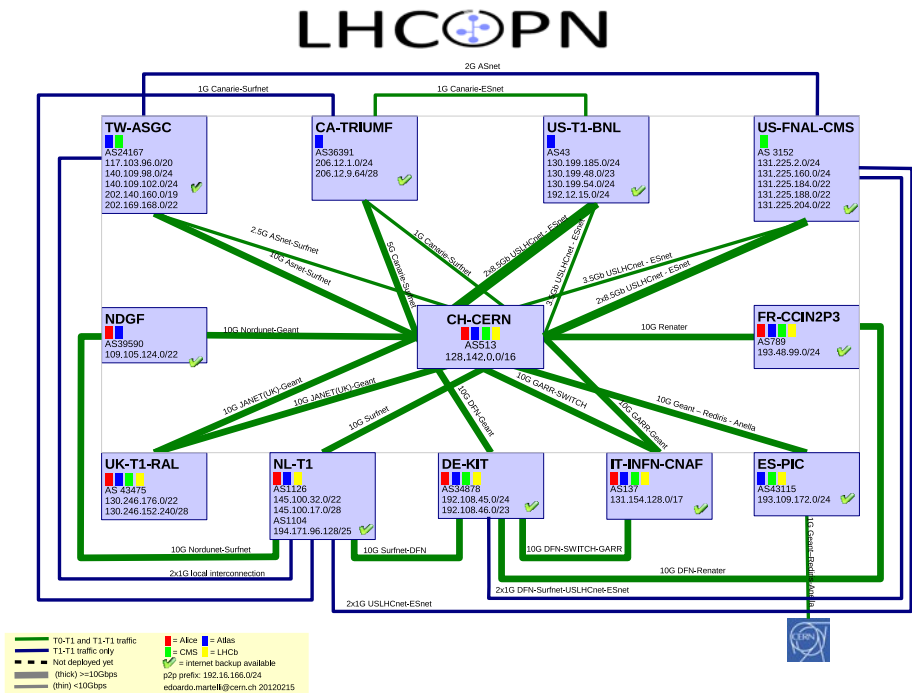 LHCOPN
2G ASnet
1G Canarie-Surfnet
1G Canarie-ESnet
TW-ASGC
AS24167
117.103.96.0/20
140.109.98.0/24
140.109.102.0/24
202.140.160.0/19
202.169.168.0/22
CA-TRIUMF
AS36391
206.12.1.0/24
206.12.9.64/28
US-T1-BNL
AS43
130.199.185.0/24
130.199.48.0/23
130.199.54.0/24
192.12.15.0/24
US-FNAL-CMS
AS 3152
131.225.2.0/24
131.225.160.0/24
131.225.184.0/22
131.225.188.0/22
131.225.204.0/22
2.5G ASnet-Surfnet
10G Asnet-Surfnet
5G Canarie-Surfnet
1G Canarie-Surfnet
2x8.5Gb USLHCnet - ESnet
3.5Gb USLHCnet - ESnet
3.5Gb USLHCnet - ESnet
2x8.5Gb USLHCnet - ESnet
NDGF
AS39590
109.105.124.0/22
10G Nordunet-Geant
CH-CERN
AS513
128,142,0,0/16
10G Renater
FR-CCIN2P3
AS789
193.48.99.0/24
10G JANET(UK)-Geant
10G JANET(UK)-Geant
10G Surfnet
10G DFN-Geant
10G GARR-SWITCH
10G GARR-Geant
10G Geant – Rediris - Anella
UK-T1-RAL
AS 43475
130.246.176.0/22
130.246.152.240/28
NL-T1
AS1126
145.100.32.0/22
145.100.17.0/28
AS1104
194.171.96.128/25
DE-KIT
AS34878
192.108.45.0/24
192.108.46.0/23
IT-INFN-CNAF
AS137
131.154.128.0/17
ES-PIC
AS43115
193.109.172.0/24
10G Nordunet-Surfnet
10G Surfnet-DFN
10G DFN-SWITCH-GARR
1G Geant– Rediris-Anella
2x1G local interconnection
10G DFN-Renater
2x1G DFN-Surfnet-USLHCnet-ESnet
2x1G USLHCnet-ESnet
CERN
T0-T1 and T1-T1 traffic
T1-T1 traffic only
Not deployed yet
(thick) >=10Gbps
(thin) <10Gbps
= Alice = Atlas
= CMS = LHCb
= internet backup available
p2p prefix: 192.16.166.0/24
edoardo.martelli@cern.ch 20120215